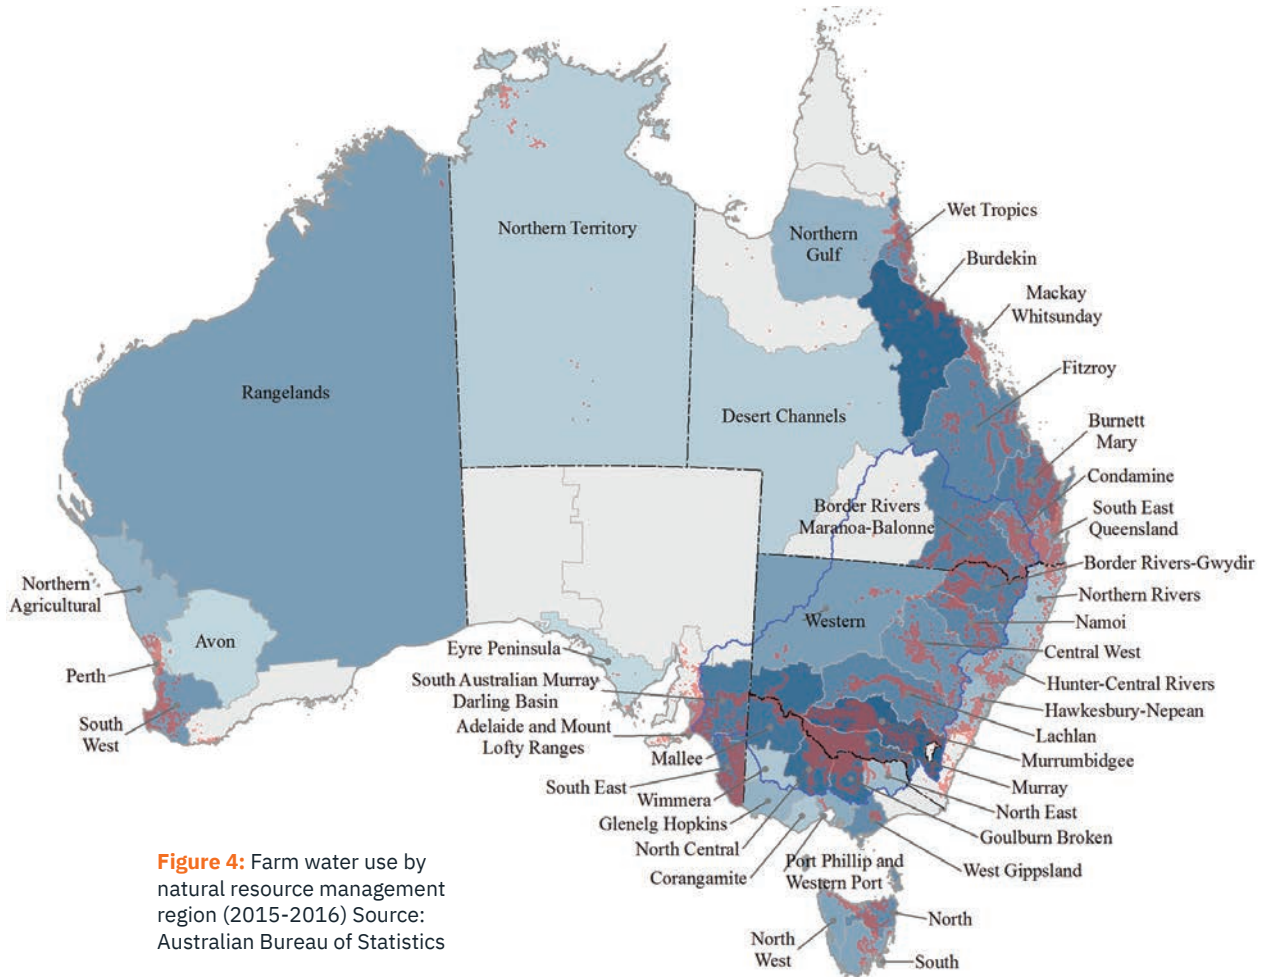 Northern Territory
Northern
Gulf
Wet Tropics
Burdekin
Mackay
Whitsunday
Rangelands
Desert Channels
Fitzroy
Burnett
Mary
Condamine
Border Rivers
Maranoa-Balonne
South East
Queensland
Border Rivers-Gwydir
Northern
Agricultural
Northern Rivers
Avon
Western
Namoi
Eyre Peninsula
Central West
Perth
South Australian Murray
Darling Basin
Hunter-Central Rivers
Hawkesbury-Nepean
South
West
Adelaide and Mount
Lofty Ranges
Lachlan
Mallee
Murrumbidgee
South East
Murray
Wimmera
North East
Glenelg Hopkins
Goulburn Broken
North Central
Port Phillip and
Western Port
West Gippsland
Corangamite
Figure 4: Farm water use by
natural resource management
region (2015-2016) Source:
Australian Bureau of Statistics
North
North
West
South